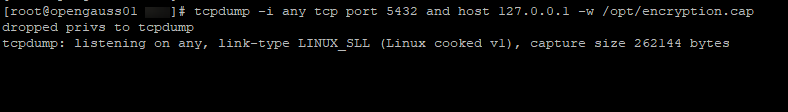 [root@opengauss01 ]# tcpdump -i any tcp port 5432 and host 127.0.0.1 -w /opt/encryption.cap
dropped privs to tcpdump
tcpdump: listening on any, link-type LINUX_SLL (Linux cooked v1), capture size 262144 bytes